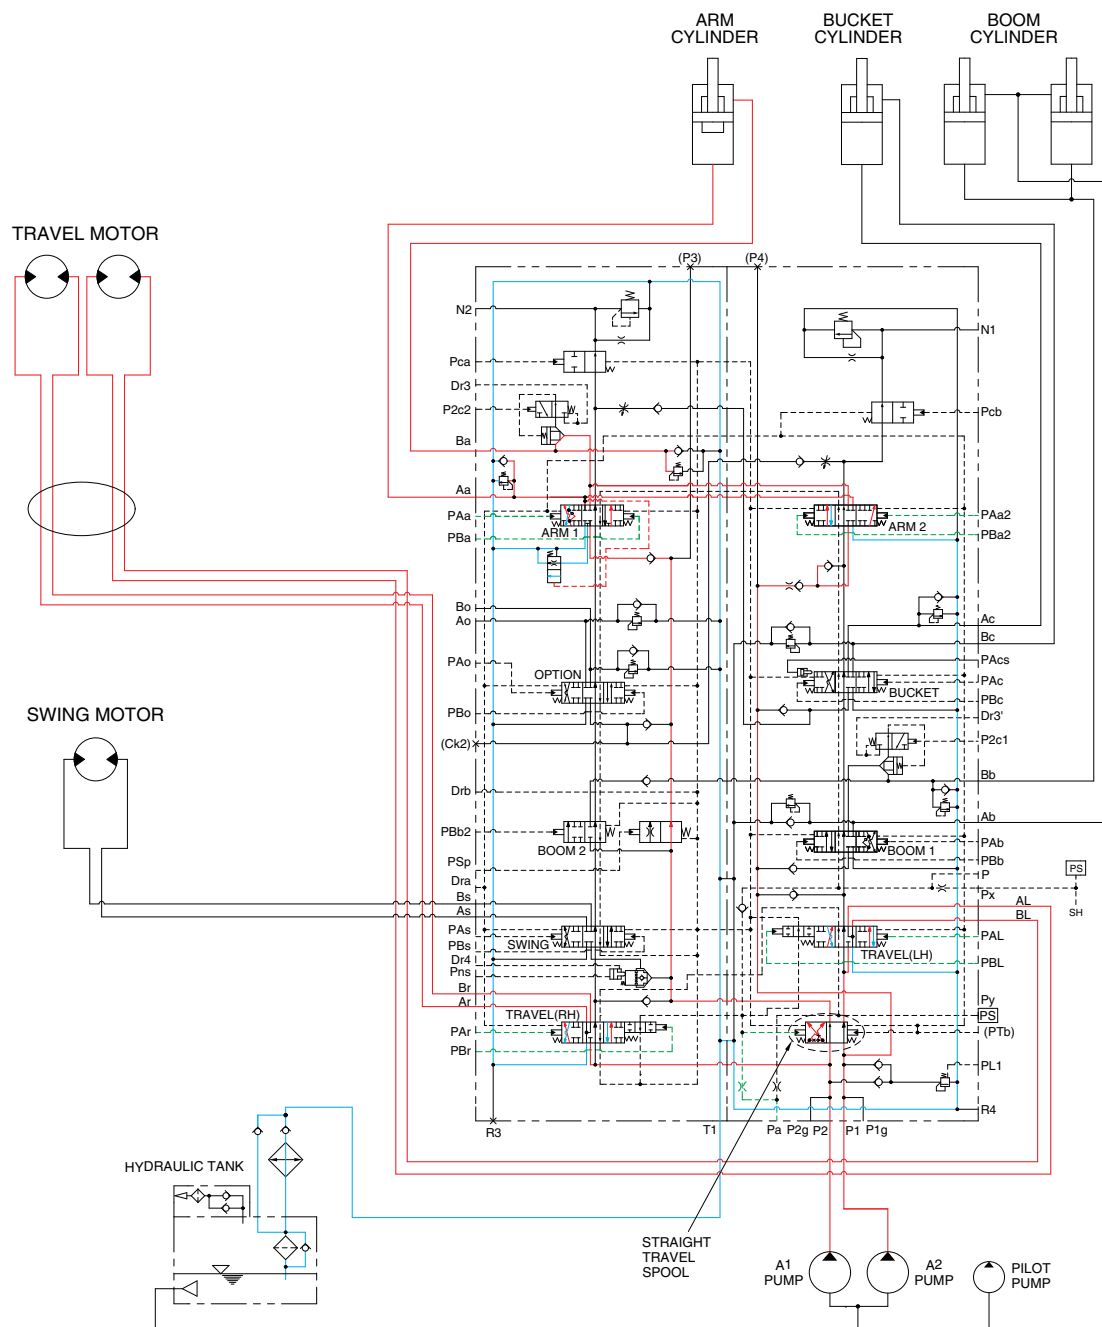 ARM
CYLINDER
BUCKET
CYLINDER
BOOM
CYLINDER
TRAVEL MOTOR
(P3)
(P4)
N2
N1
Pca
Dr3
P2c2
Pcb
Ba
Aa
PAa
PBa
ARM 1
PAa2
PBa2
ARM 2
Bo
Ao
Ac
Bc
PAo
OPTION
PBo
PAcs
PAc
PBc
BUCKET
Dr3'
SWING MOTOR
(Ck2)
P2c1
Bb
Drb
Ab
PBb2
BOOM 2
PAb
PBb
BOOM 1
PSp
Dra
P
PS
Bs
As
Px
AL
BL
SH
PAs
PBs
SWING
PAL
PBL
TRAVEL(LH)
Dr4
Pns
Br
Ar
Py
PS
TRAVEL(RH)
PAr
PBr
(PTb)
PL1
R3
T1
Pa
P2g
P2
P1
P1g
R4
HYDRAULIC TANK
STRAIGHT
TRAVEL
SPOOL
A1
PUMP
A2
PUMP
PILOT
PUMP